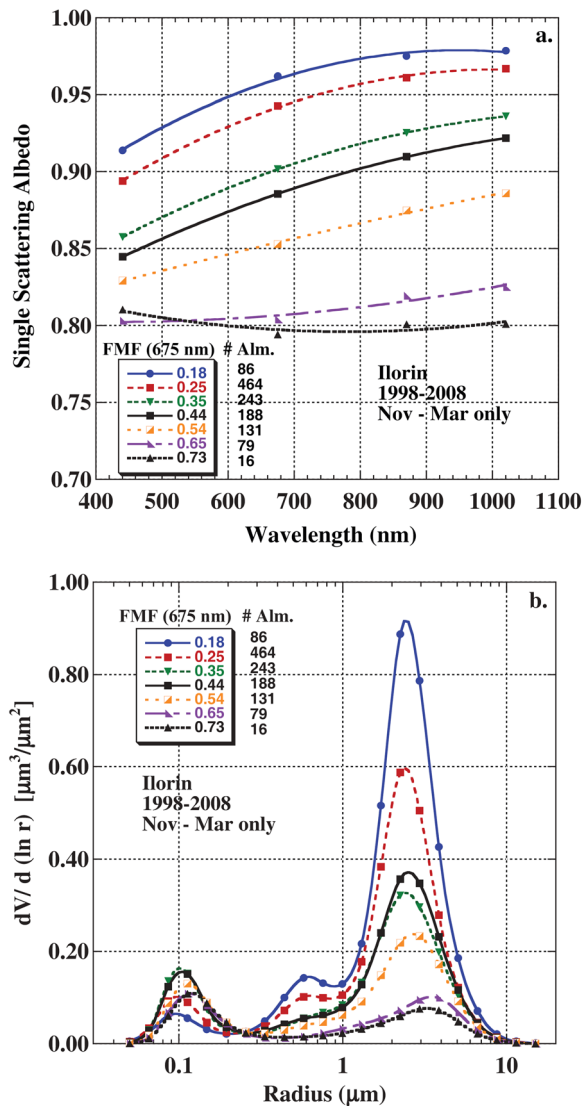 a.
1.00
0.95
0.90
0.85
0.80
0.75
0.70
Single Scattering Albedo
FMF (675 nm) # Alm.
0.18 86
0.25 464
0.35 243
0.44 188
0.54 131
0.65 79
0.73 16
Ilorin
1998-2008
Nov - Mar only
400 500 600 700 800 900 1000 1100
Wavelength (nm)
b.
1.00
0.80
0.60
0.40
0.20
0.00
dV/ d (ln r) [μm³/μm²]
FMF (675 nm) # Alm.
0.18 86
0.25 464
0.35 243
0.44 188
0.54 131
0.65 79
0.73 16
Ilorin
1998-2008
Nov - Mar only
0.1 1 10
Radius (μm)